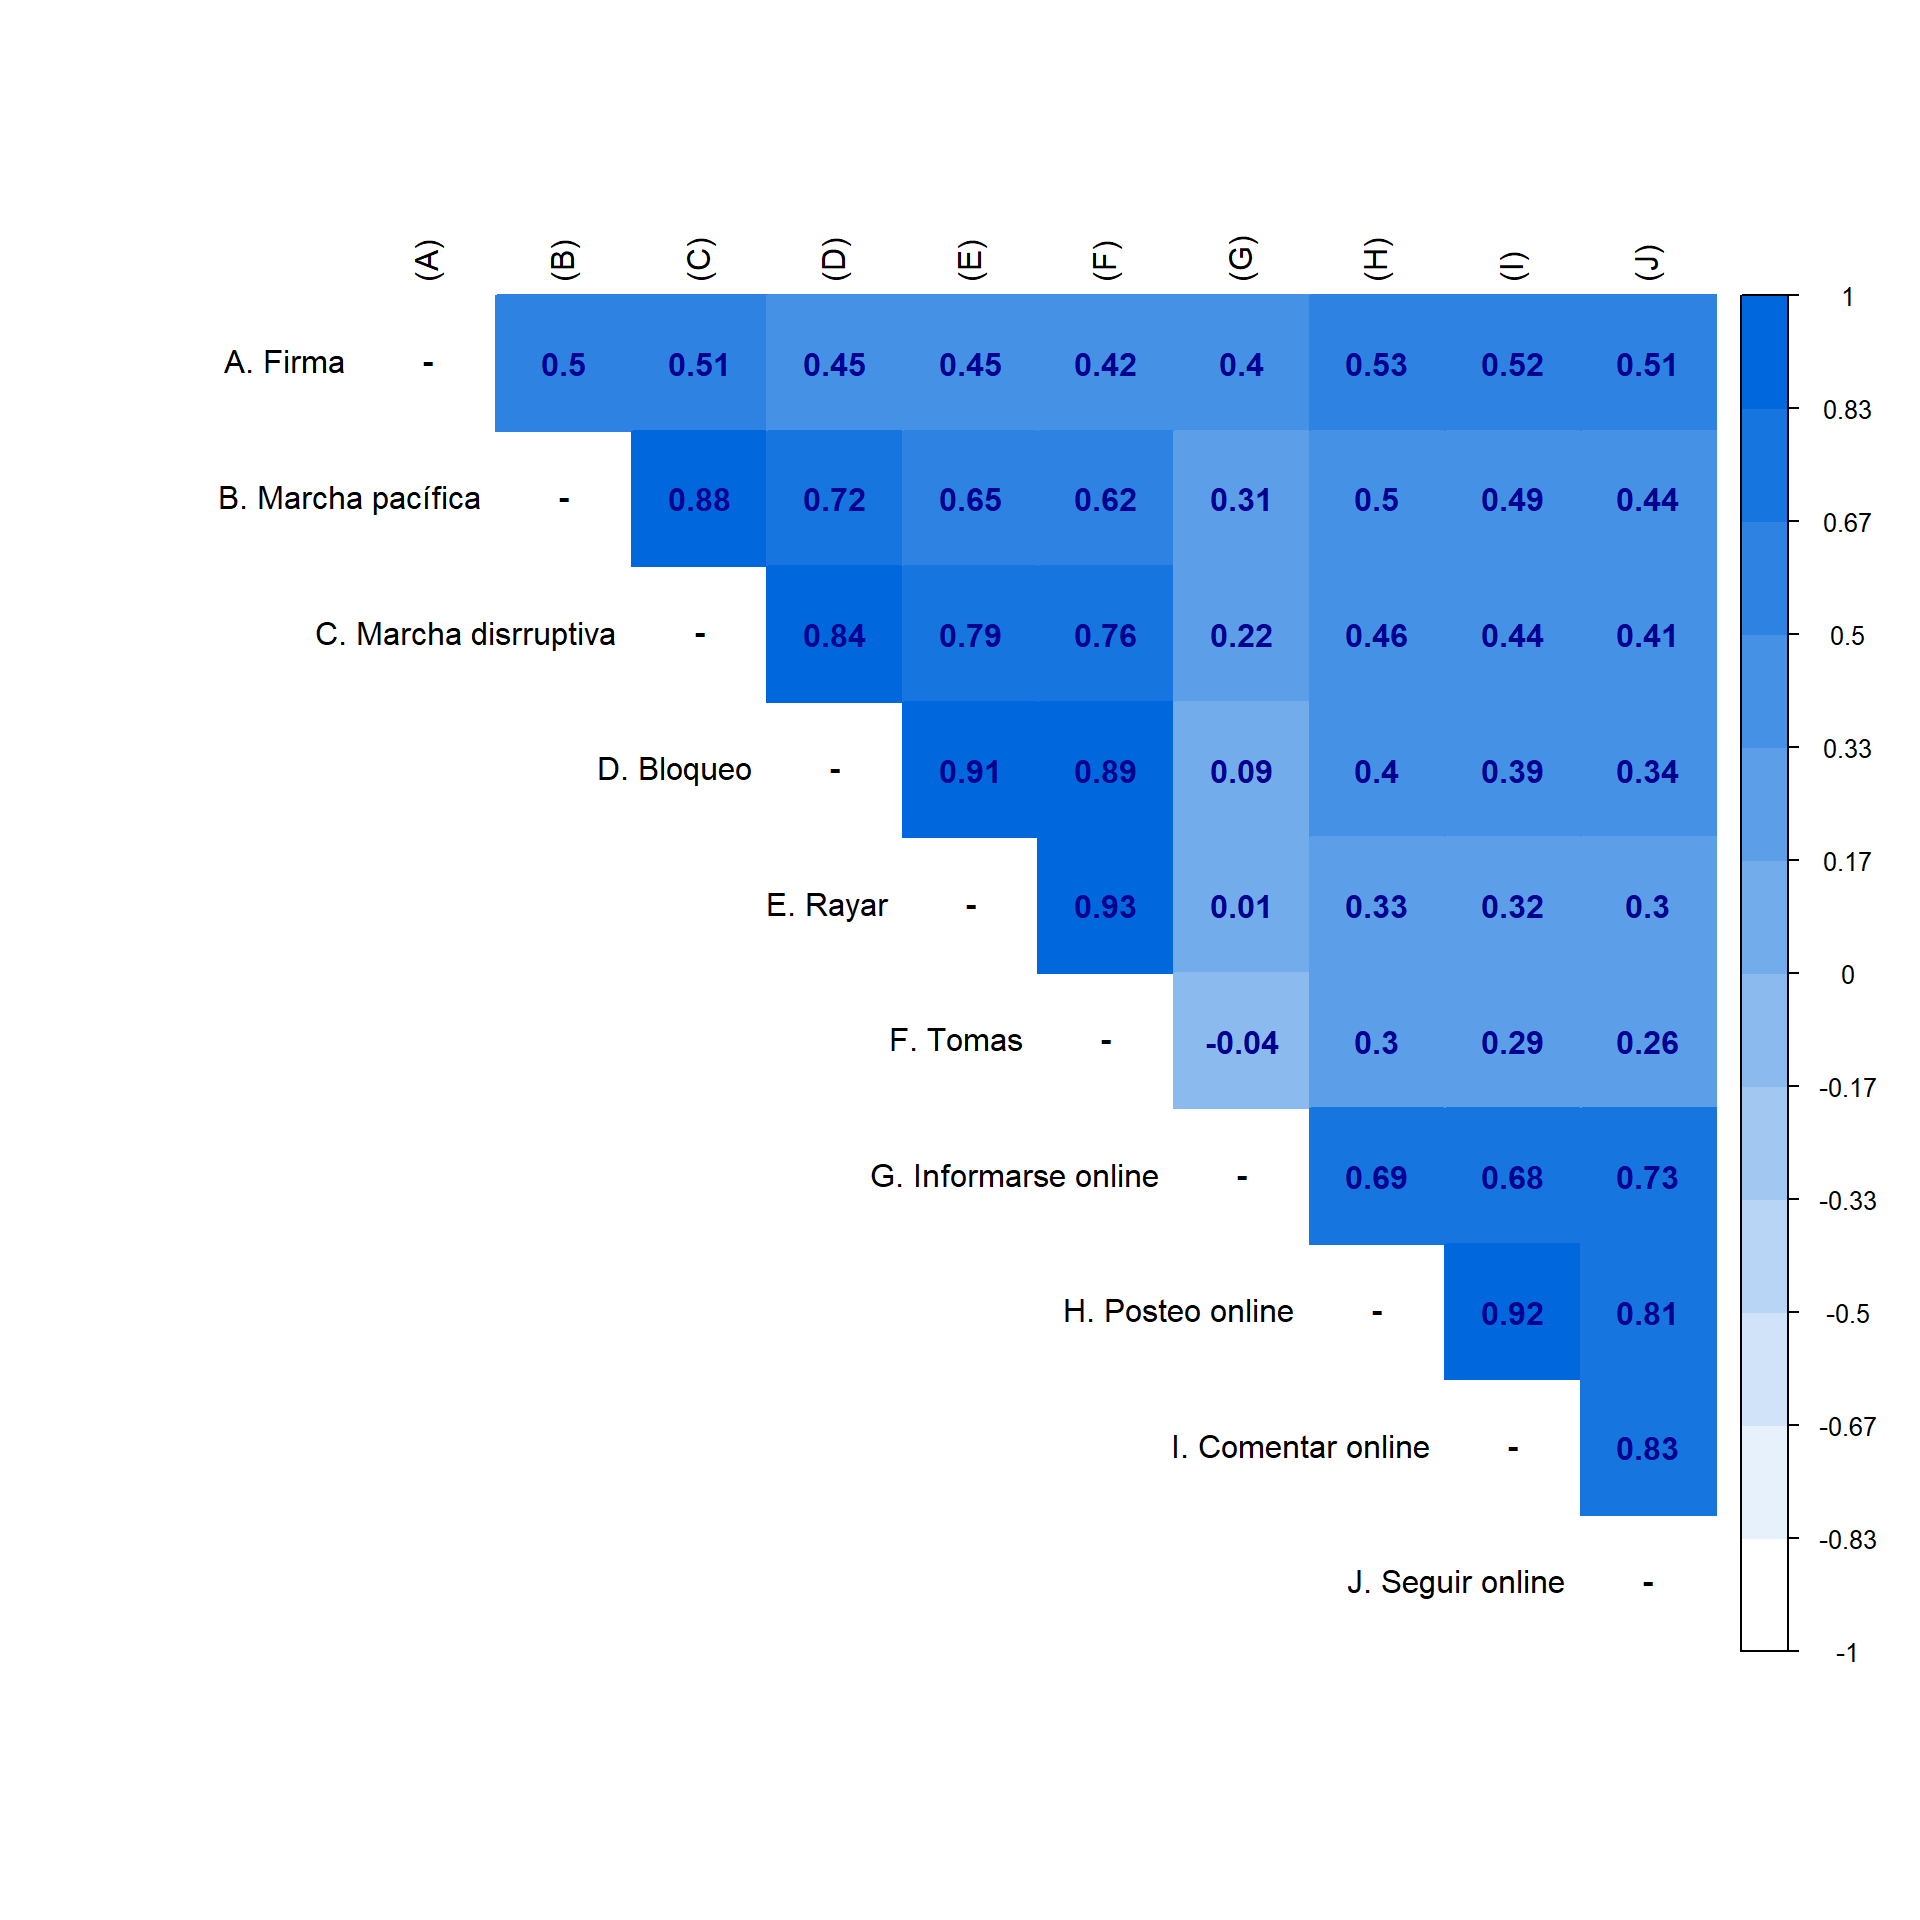 (A) (B) (C) (D) (E) (F) (G) (H) (I) (J)
A. Firma - 0.5 0.51 0.45 0.45 0.42 0.4 0.53 0.52 0.51
B. Marcha pacífica - 0.88 0.72 0.65 0.62 0.31 0.5 0.49 0.44
C. Marcha disrruptiva - 0.84 0.79 0.76 0.22 0.46 0.44 0.41
D. Bloqueo - 0.91 0.89 0.09 0.4 0.39 0.34
E. Rayar - 0.93 0.01 0.33 0.32 0.3
F. Tomas - -0.04 0.3 0.29 0.26
G. Informarse online - 0.69 0.68 0.73
H. Posteo online - 0.92 0.81
I. Comentar online - 0.83
J. Seguir online -
1
0.83
0.67
0.5
0.33
0.17
0
-0.17
-0.33
-0.5
-0.67
-0.83
-1